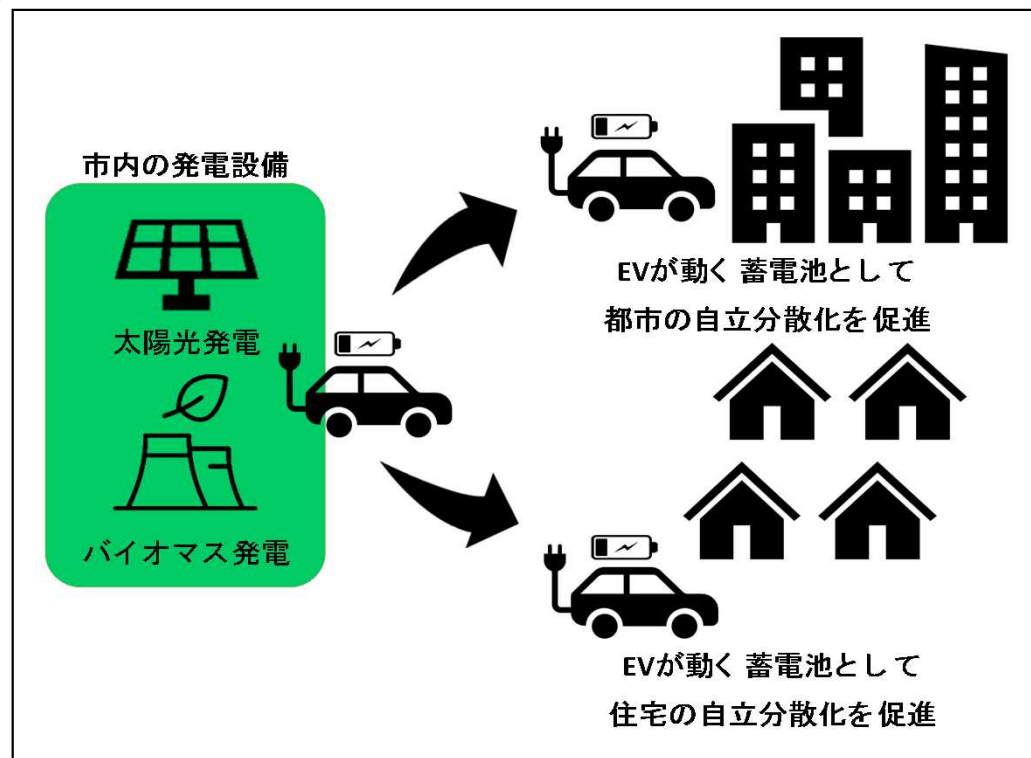 市内の発電設備
太陽光発電
バイオマス発電
EVが動く蓄電池として
都市の自立分散化を促進
EVが動く蓄電池として
住宅の自立分散化を促進